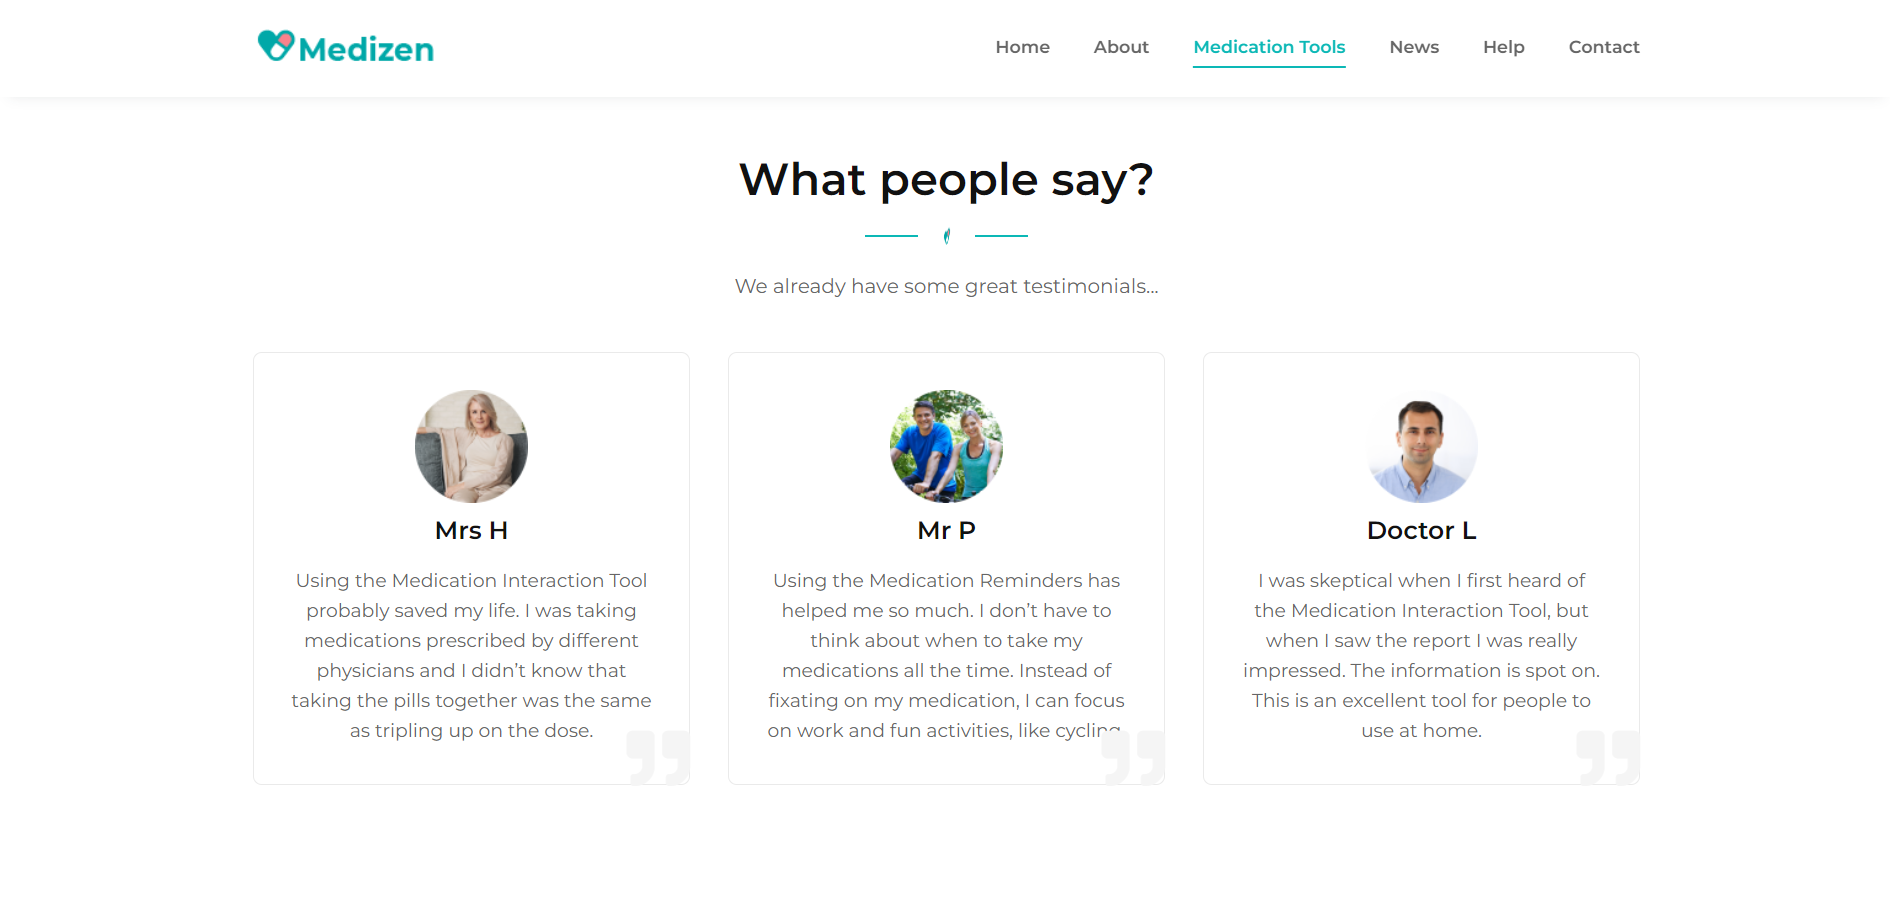 Medizen
Home About Medication Tools News Help Contact
What people say?
We already have some great testimonials...
Mrs H
Using the Medication Interaction Tool
probably saved my life. I was taking
medications prescribed by different
physicians and I didn’t know that
taking the pills together was the same
as tripling up on the dose.
Mr P
Using the Medication Reminders has
helped me so much. I don’t have to
think about when to take my
medications all the time. Instead of
fixating on my medication, I can focus
on work and fun activities, like cycling
Doctor L
I was skeptical when I first heard of
the Medication Interaction Tool, but
when I saw the report I was really
impressed. The information is spot on.
This is an excellent tool for people to
use at home.